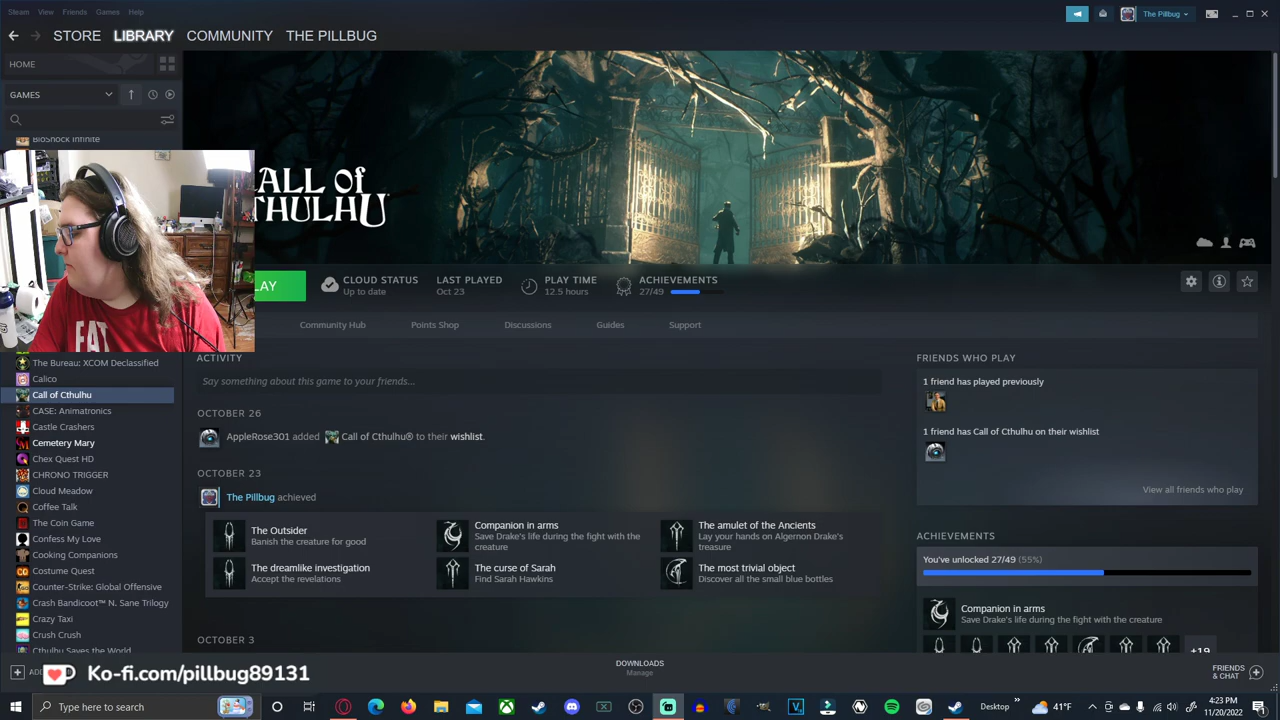 Steam View Friends Games Help
The Pillbug
STORE LIBRARY COMMUNITY THE PILLBUG
HOME
GAMES
BioShock Infinite
ALL OF
THULHU
LAY
CLOUD STATUS
Up to date
LAST PLAYED
Oct 23
PLAY TIME
12.5 hours
ACHIEVEMENTS
27/49
Community Hub Points Shop Discussions Guides Support
EAT
The Bureau: XCOM Declassified
Calico
Call of Cthulhu
CASE: Animatronics
Castle Crashers
Cemetery Mary
Chex Quest HD
CHRONO TRIGGER
Cloud Meadow
Coffee Talk
The Coin Game
Confess My Love
Cooking Companions
Costume Quest
Counter-Strike: Global Offensive
Crash Bandicoot™ N. Sane Trilogy
Crazy Taxi
Crush Crush
Cthulhu Saves the World
ACTIVITY
Say something about this game to your friends...
OCTOBER 26
AppleRose301 added Call of Cthulhu® to their wishlist.
OCTOBER 23
The Pillbug achieved
The Outsider
Banish the creature for good
Companion in arms
Save Drake's life during the fight with the
creature
The amulet of the Ancients
Lay your hands on Algernon Drake's
treasure
The dreamlike investigation
Accept the revelations
The curse of Sarah
Find Sarah Hawkins
The most trivial object
Discover all the small blue bottles
OCTOBER 3
FRIENDS WHO PLAY
1 friend has played previously
1 friend has Call of Cthulhu on their wishlist
View all friends who play
ACHIEVEMENTS
You've unlocked 27/49 (55%)
Companion in arms
Save Drake's life during the fight with the creature
+19
AD
Ko-fi.com/pillbug89131
DOWNLOADS
Manage
FRIENDS
& CHAT
Type here to search
Desktop
41°F
4:23 PM
11/20/2022